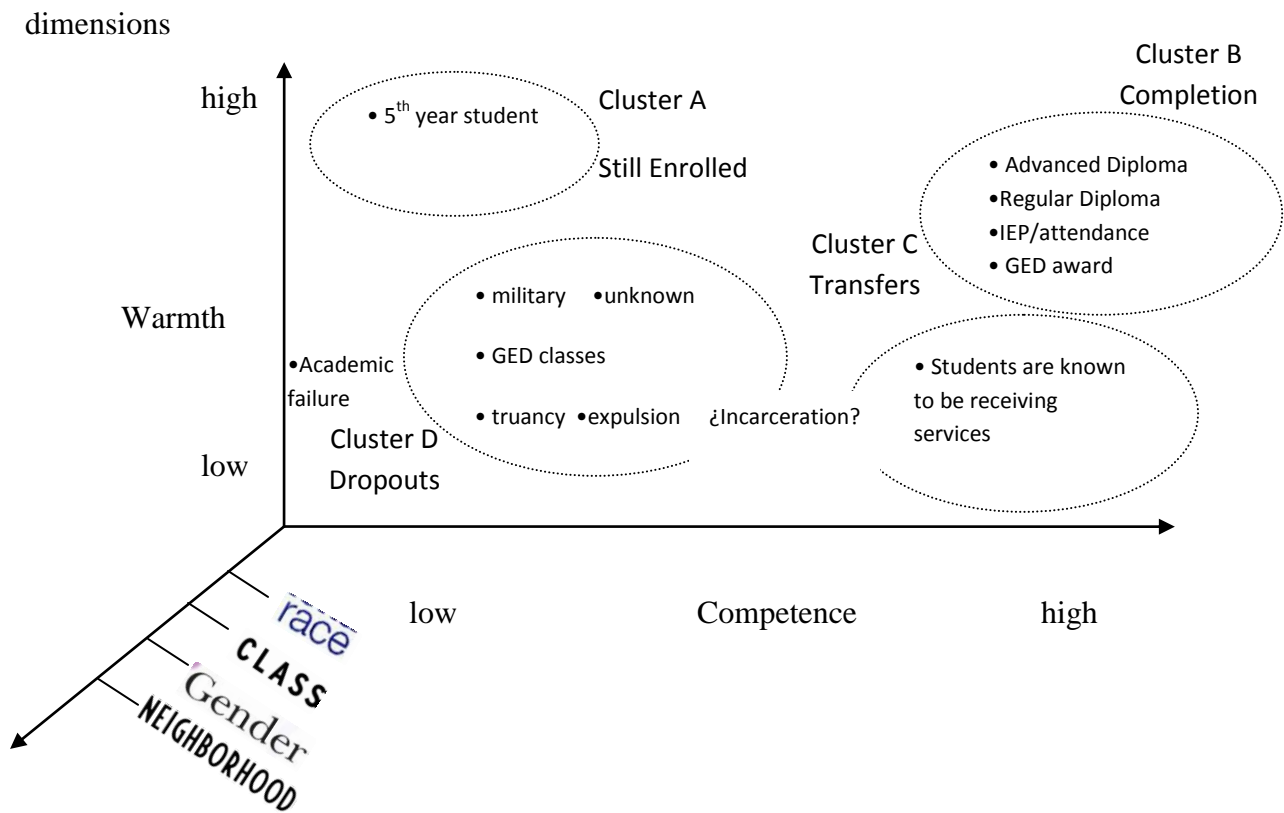 dimensions
Cluster B
Completion
high
• 5th year student
Cluster A
Still Enrolled
• Advanced Diploma
•Regular Diploma
•IEP/attendance
• GED award
Cluster C
Transfers
Warmth
• military •unknown
• GED classes
• truancy •expulsion ¿Incarceration?
•Academic
failure
• Students are known
to be receiving
services
Cluster D
Dropouts
low
low Competence high
race
CLASS
Gender
NEIGHBORHOOD